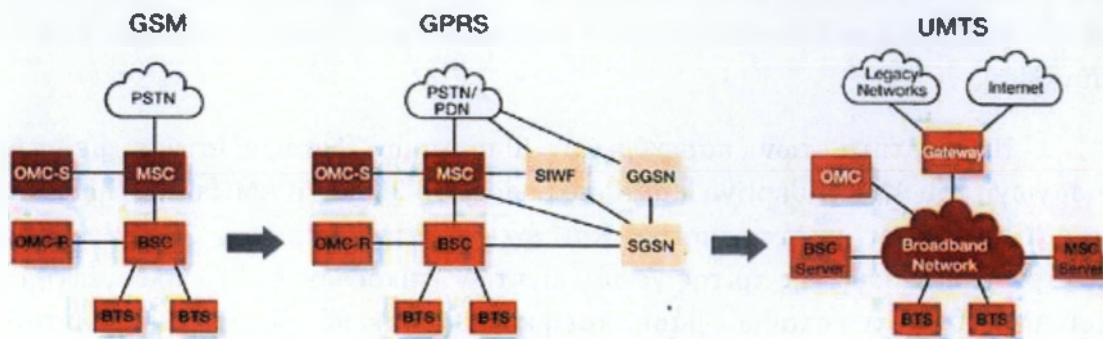 GSM
PSTN
OMC-S
MSC
OMC-R
BSC
BTS
BTS
GPRS
PSTN/
PDN
OMC-S
MSC
SIWF
GGSN
OMC-R
BSC
SGSN
BTS
BTS
UMTS
Legacy
Networks
Internet
OMC
Gateway
BSC
Server
Broadband
Network
MSC
Server
BTS
BTS